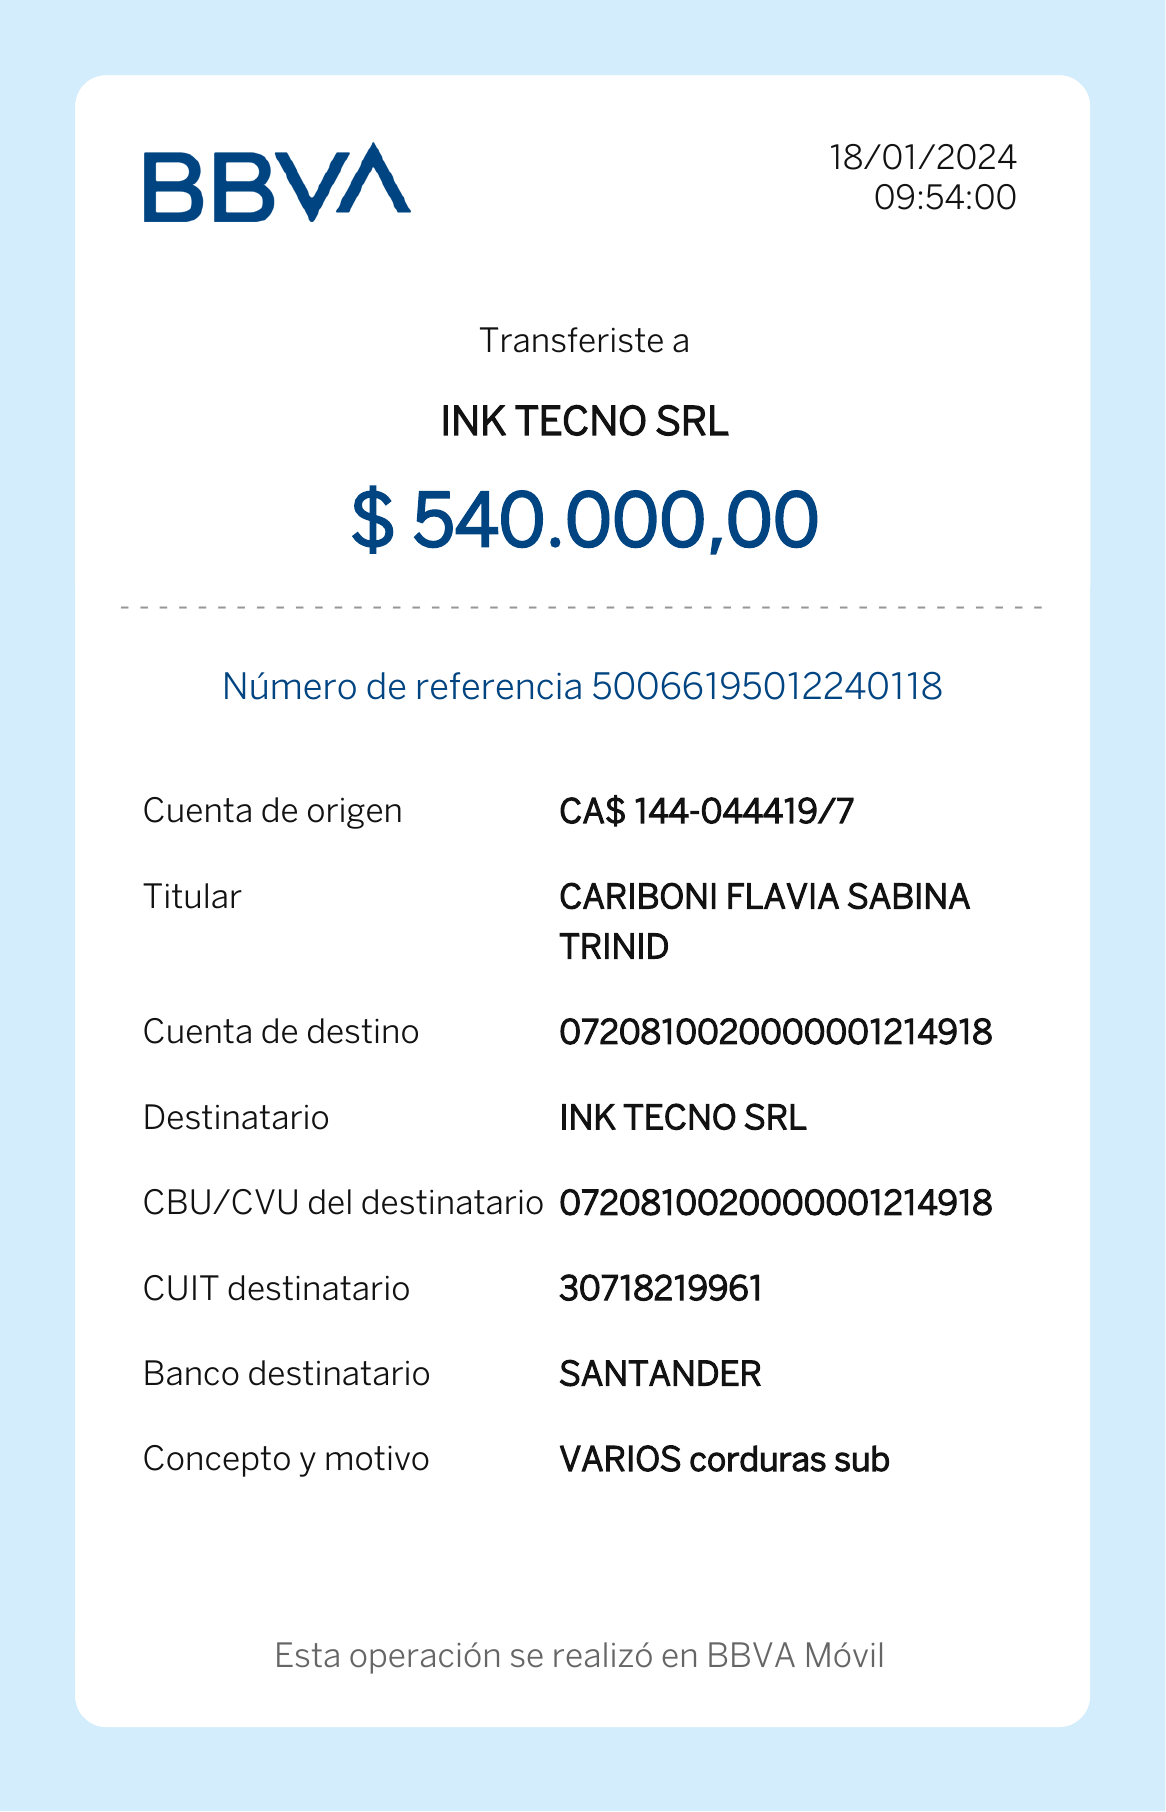 BBVA
18/01/2024
09:54:00
Transferiste a
INK TECNO SRL
$ 540.000,00
Número de referencia 50066195012240118
Cuenta de origen CA$ 144-044419/7
Titular CARIBONI FLAVIA SABINA
TRINID
Cuenta de destino 0720810020000001214918
Destinatario INK TECNO SRL
CBU/CVU del destinatario 0720810020000001214918
CUIT destinatario 30718219961
Banco destinatario SANTANDER
Concepto y motivo VARIOS corduras sub
Esta operación se realizó en BBVA Móvil